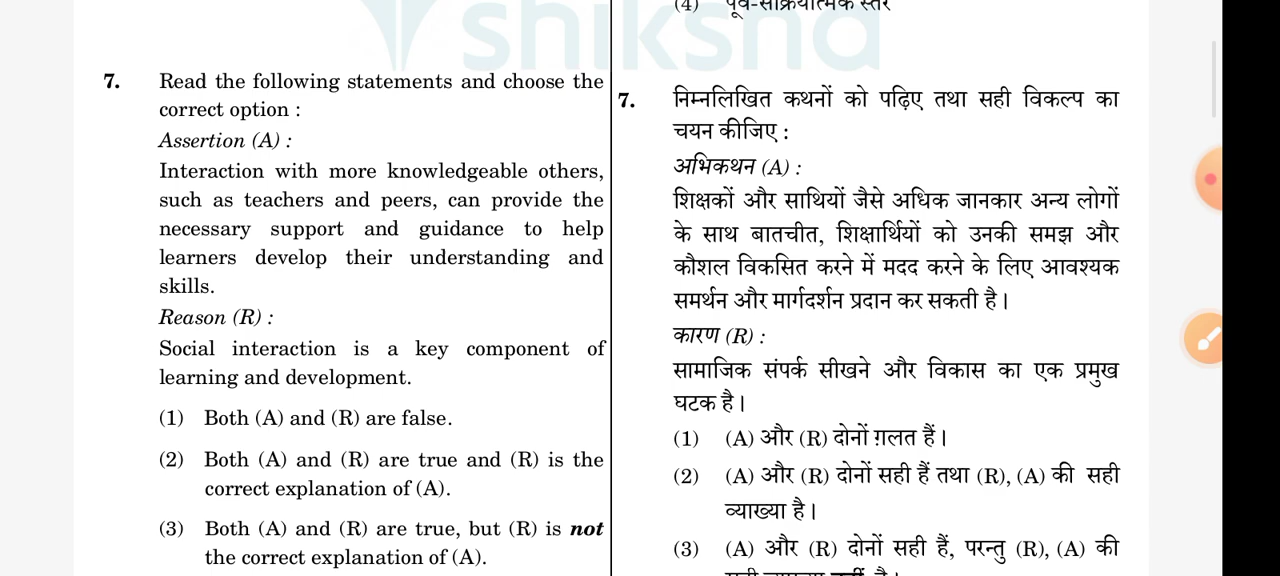 shiksha
7. Read the following statements and choose the
correct option :
Assertion (A) :
Interaction with more knowledgeable others,
such as teachers and peers, can provide the
necessary support and guidance to help
learners develop their understanding and
skills.
Reason (R) :
Social interaction is a key component of
learning and development.
(1) Both (A) and (R) are false.
(2) Both (A) and (R) are true and (R) is the
correct explanation of (A).
(3) Both (A) and (R) are true, but (R) is not
the correct explanation of (A).
(4) पूर्व-संक्रियात्मक स्तर
7. निम्नलिखित कथनों को पढ़िए तथा सही विकल्प का
चयन कीजिए :
अभिकथन (A) :
शिक्षकों और साथियों जैसे अधिक जानकार अन्य लोगों
के साथ बातचीत, शिक्षार्थियों को उनकी समझ और
कौशल विकसित करने में मदद करने के लिए आवश्यक
समर्थन और मार्गदर्शन प्रदान कर सकती है।
कारण (R) :
सामाजिक संपर्क सीखने और विकास का एक प्रमुख
घटक है।
(1) (A) और (R) दोनों ग़लत हैं।
(2) (A) और (R) दोनों सही हैं तथा (R), (A) की सही
व्याख्या है।
(3) (A) और (R) दोनों सही हैं, परन्तु (R), (A) की